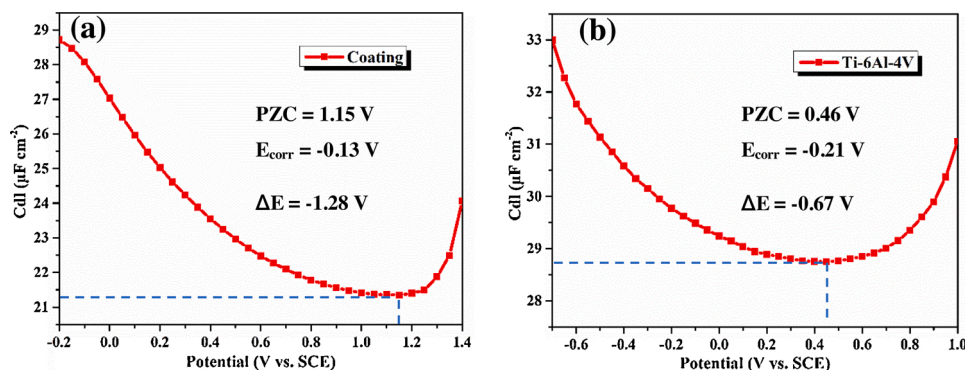 (a)
Coating
PZC = 1.15 V
Ecorr = -0.13 V
ΔE = -1.28 V
Cdl (µF cm-2)
29
28
27
26
25
24
23
22
21
-0.2 0.0 0.2 0.4 0.6 0.8 1.0 1.2 1.4
Potential (V vs. SCE)
(b)
Ti-6Al-4V
PZC = 0.46 V
Ecorr = -0.21 V
ΔE = -0.67 V
Cdl (µF cm-2)
33
32
31
30
29
28
-0.6 -0.4 -0.2 0.0 0.2 0.4 0.6 0.8 1.0
Potential (V vs. SCE)